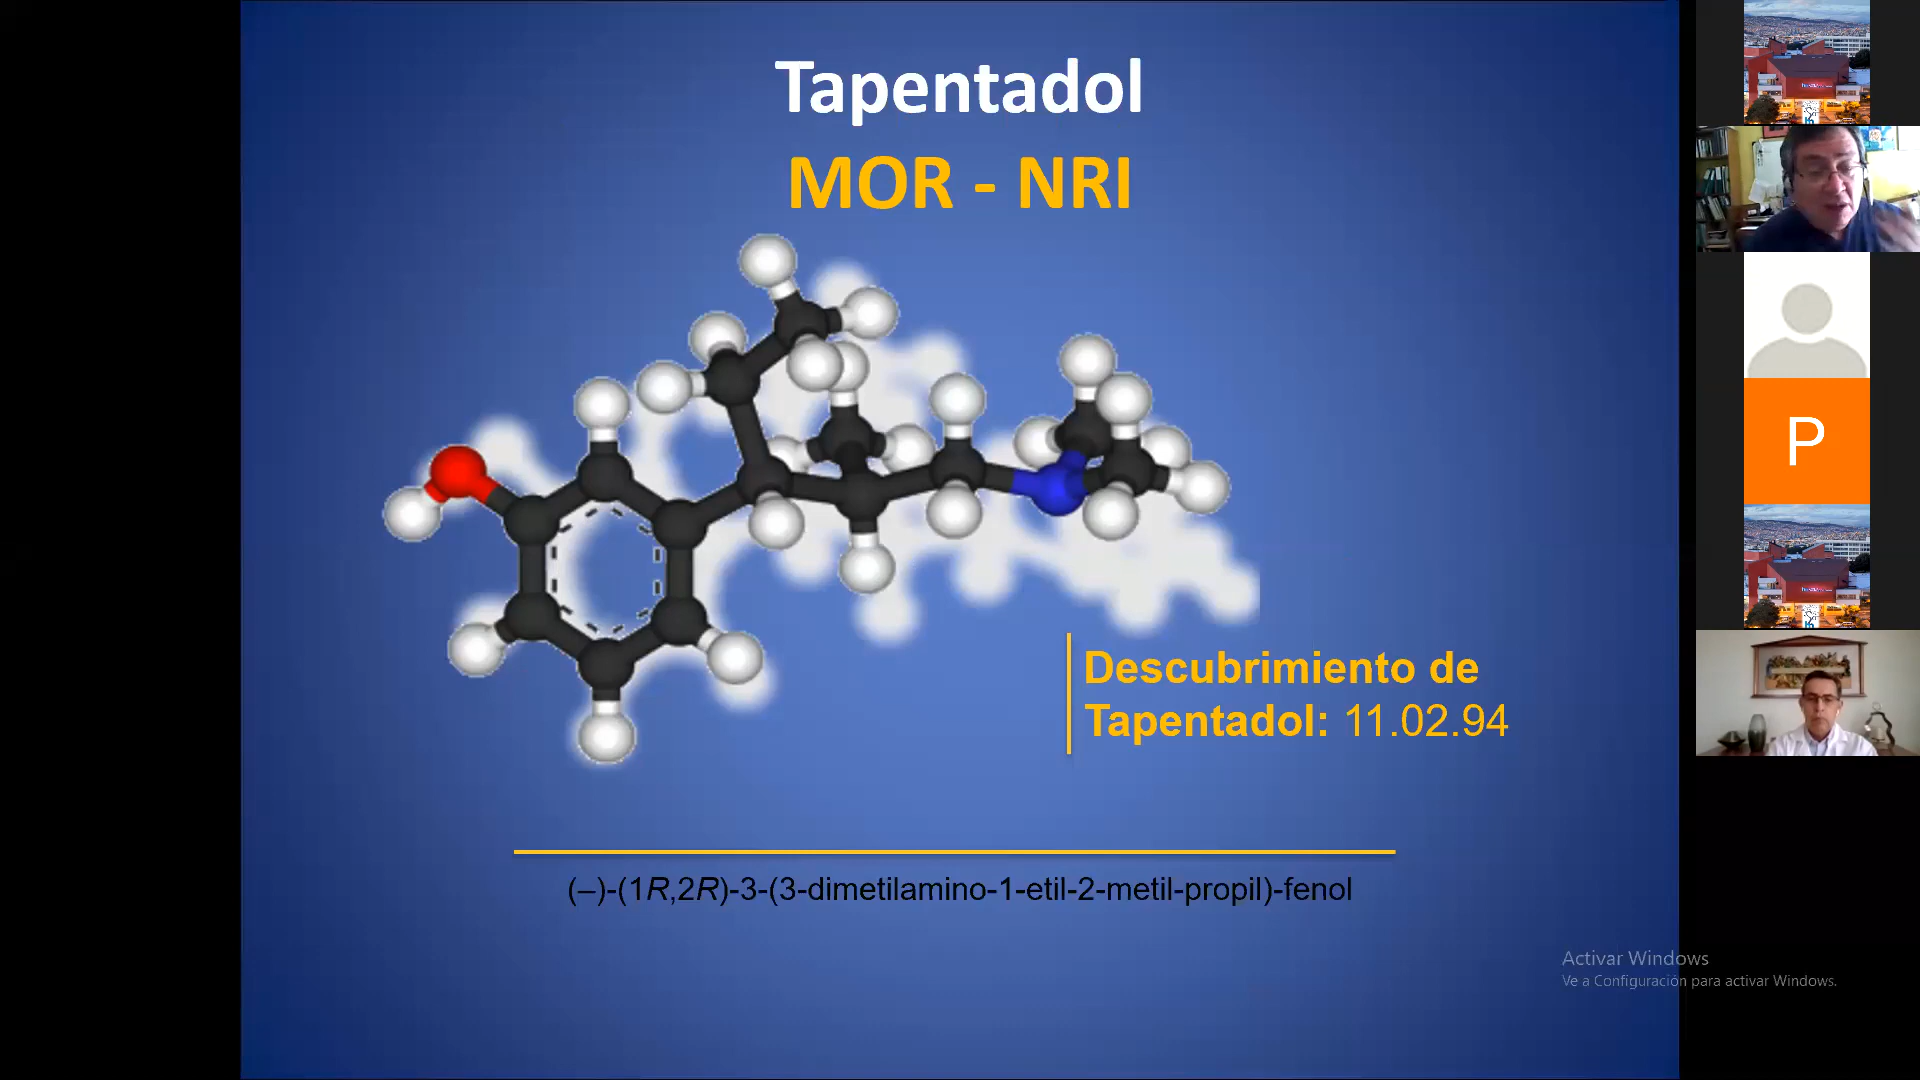 Tapentadol
MOR - NRI
Descubrimiento de
Tapentadol: 11.02.94
(–)-(1R,2R)-3-(3-dimetilamino-1-etil-2-metil-propil)-fenol
P
Activar Windows
Ve a Configuración para activar Windows.